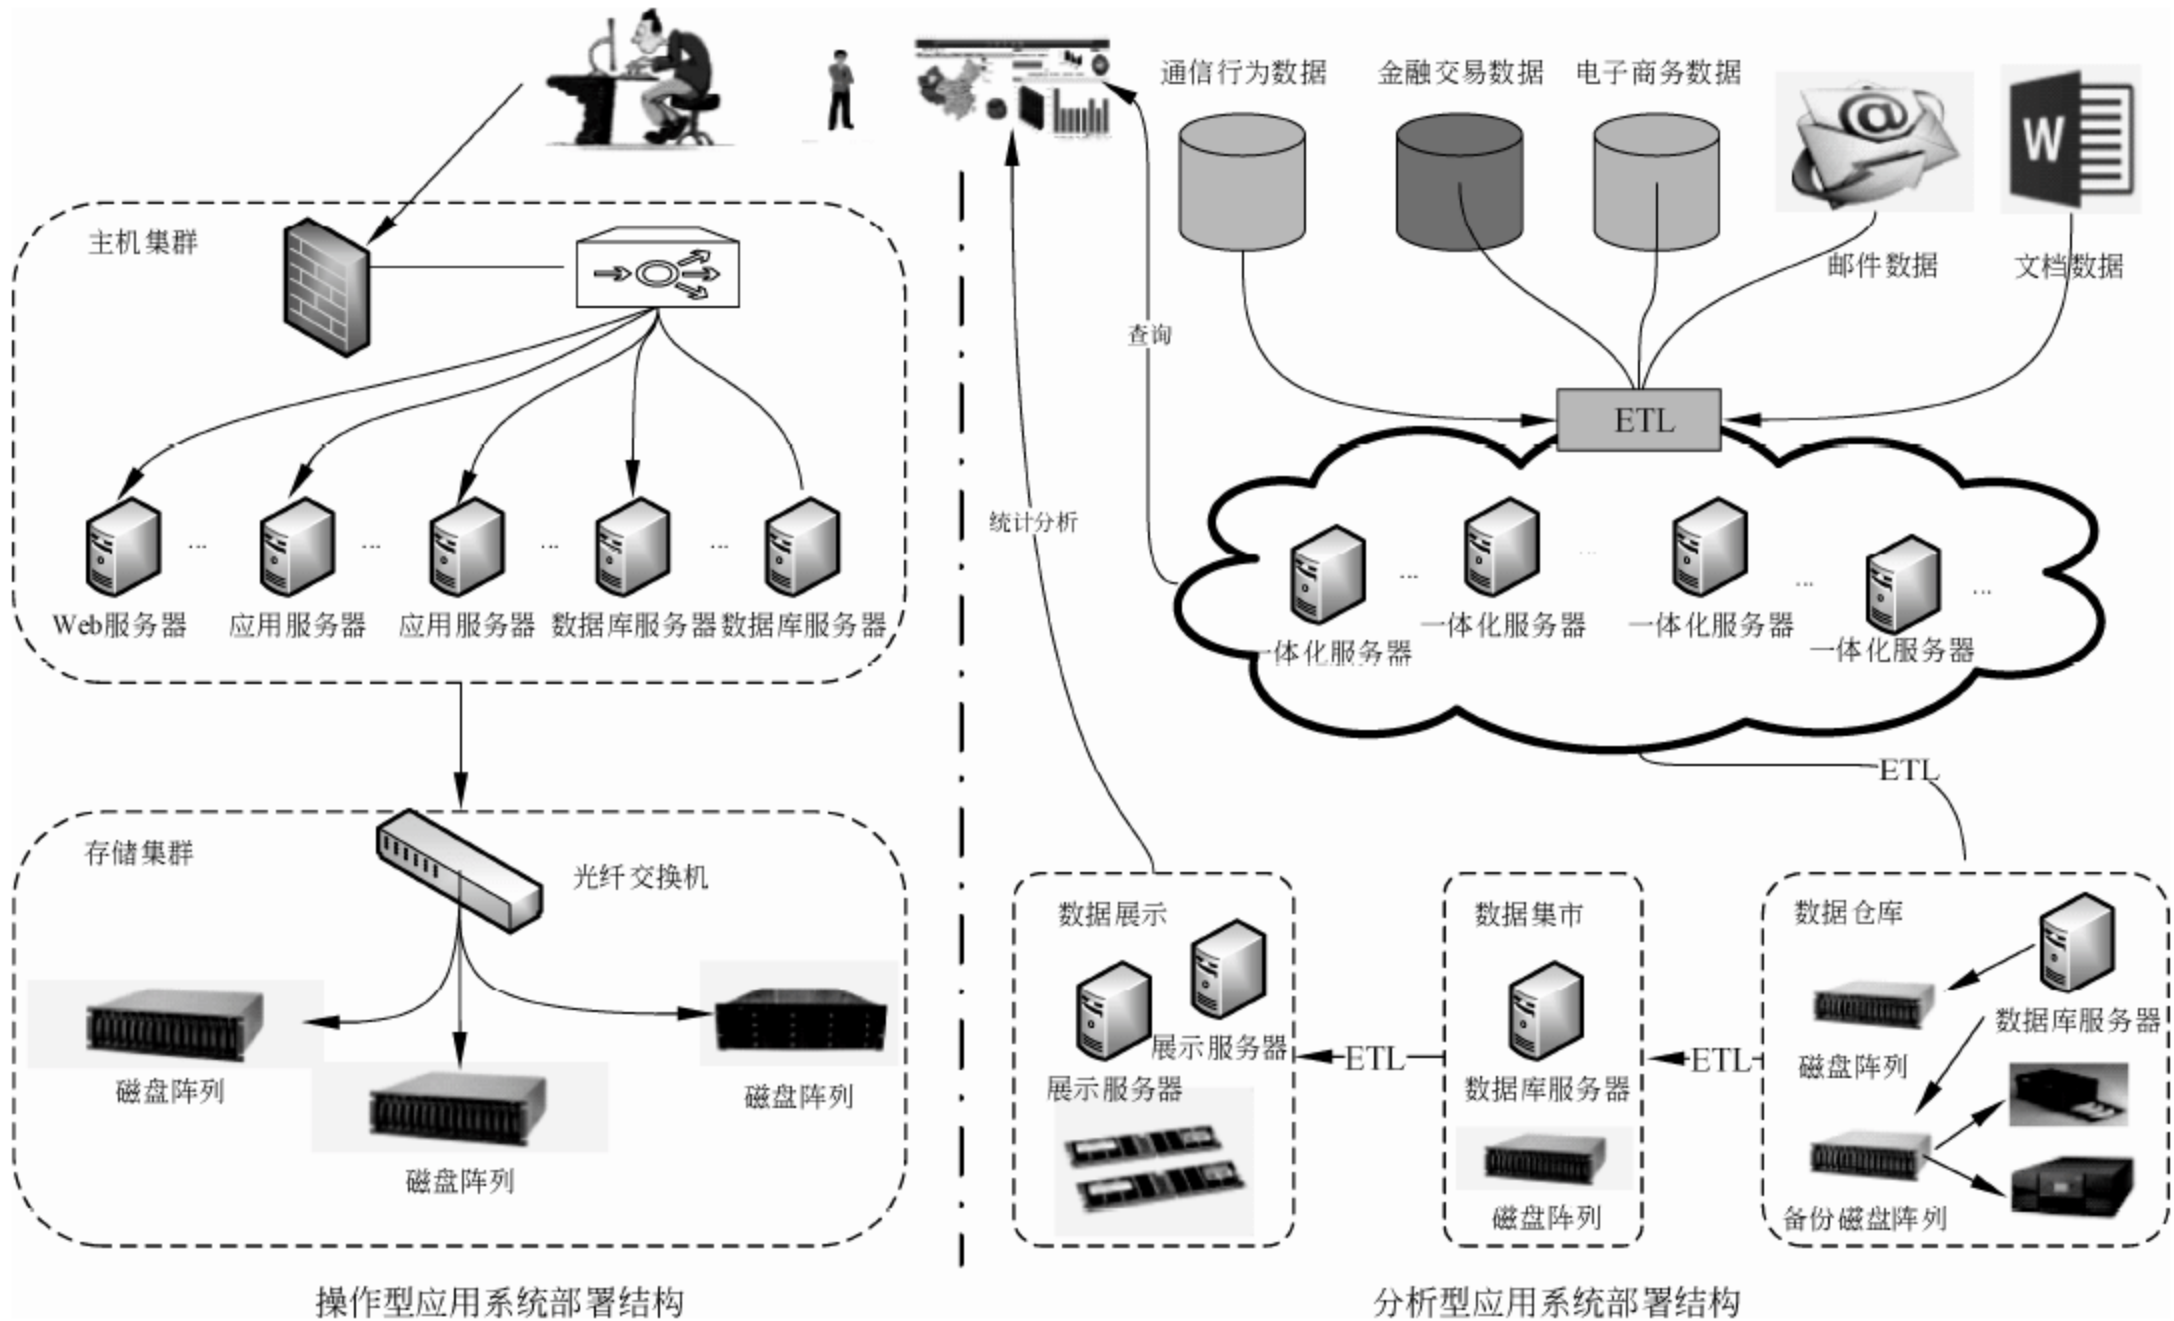 通信行为数据
金融交易数据
电子商务数据
主机集群
邮件数据
文档数据
查询
ETL
统计分析
Web服务器
...
应用服务器
...
应用服务器
...
数据库服务器
...
数据库服务器
一体化服务器
...
一体化服务器
...
一体化服务器
...
一体化服务器
...
ETL
存储集群
光纤交换机
磁盘阵列
磁盘阵列
磁盘阵列
数据展示
展示服务器
展示服务器
ETL
数据集市
数据库服务器
磁盘阵列
ETL
数据仓库
数据库服务器
磁盘阵列
备份磁盘阵列
操作型应用系统部署结构
分析型应用系统部署结构
W
@